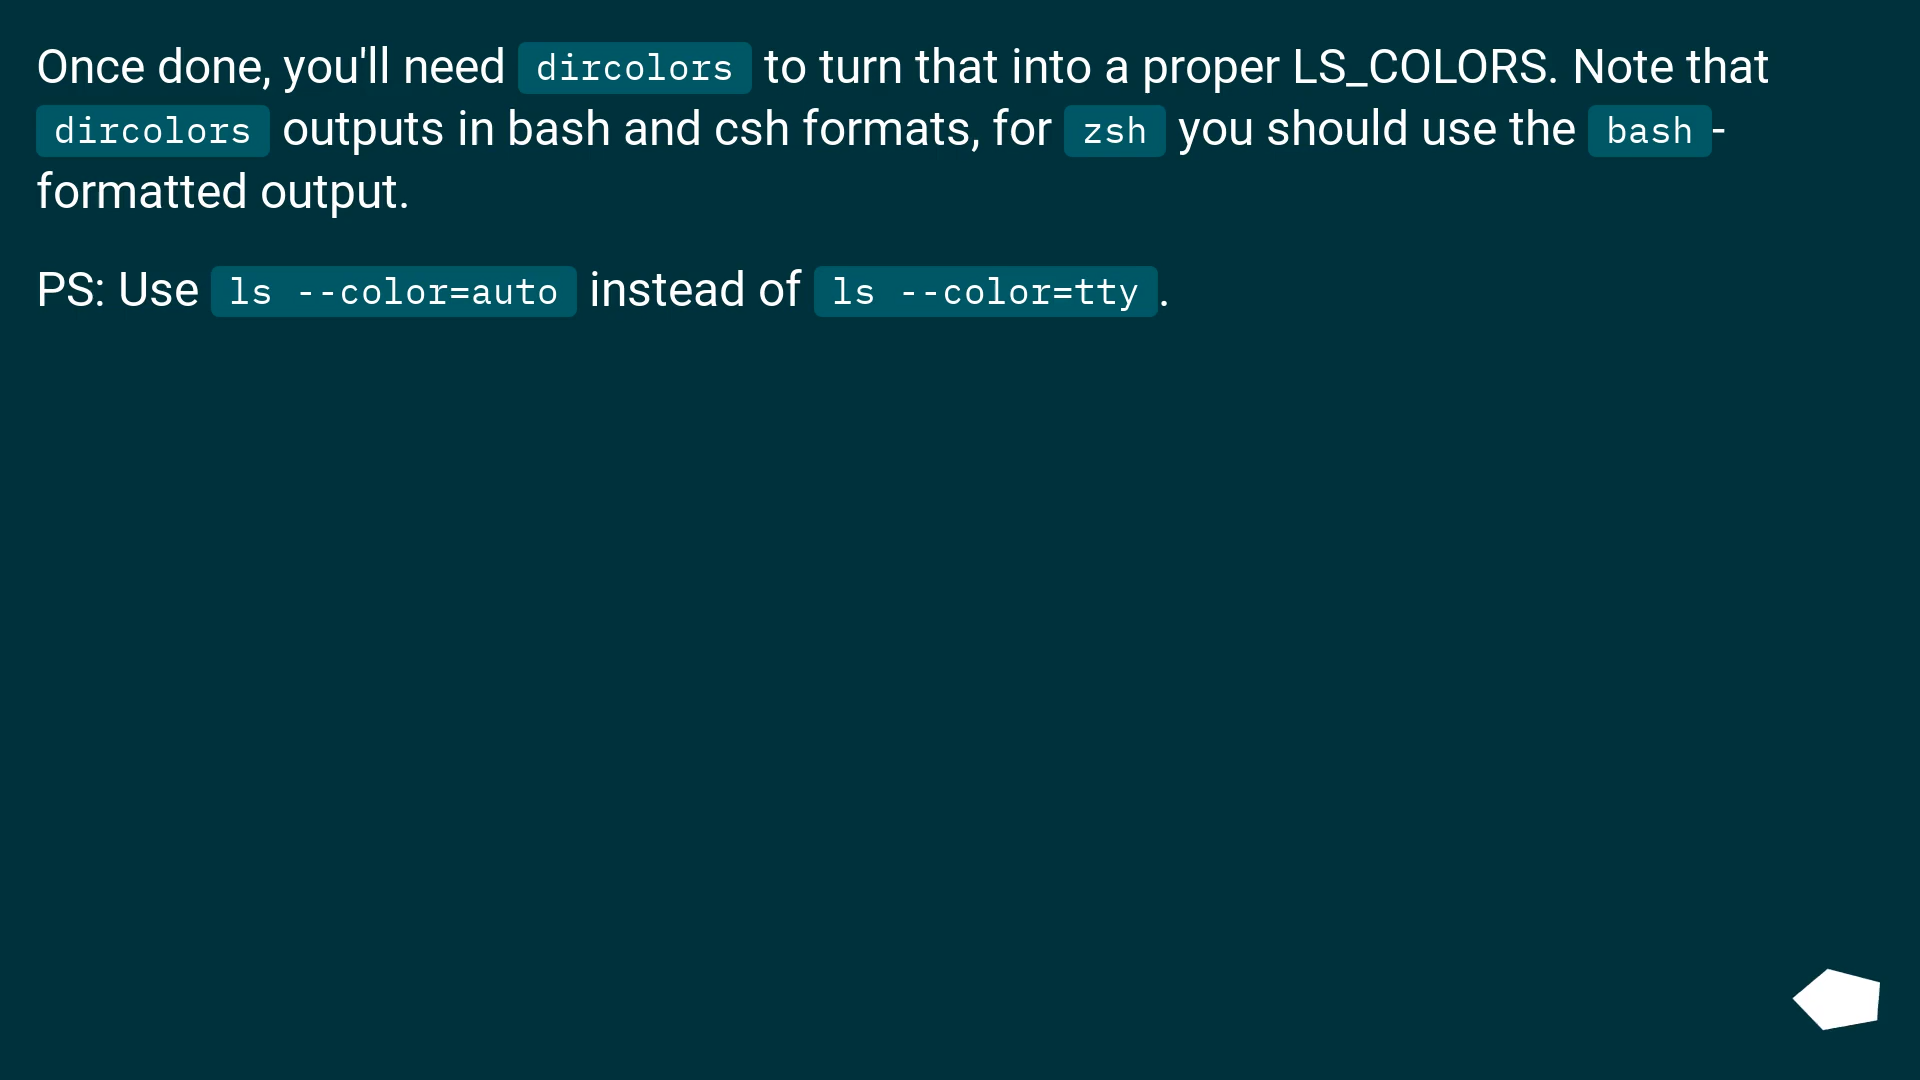 Once done, you'll need dircolors to turn that into a proper LS_COLORS. Note that
dircolors outputs in bash and csh formats, for zsh you should use the bash-
formatted output.
PS: Use ls --color=auto instead of ls --color=tty.